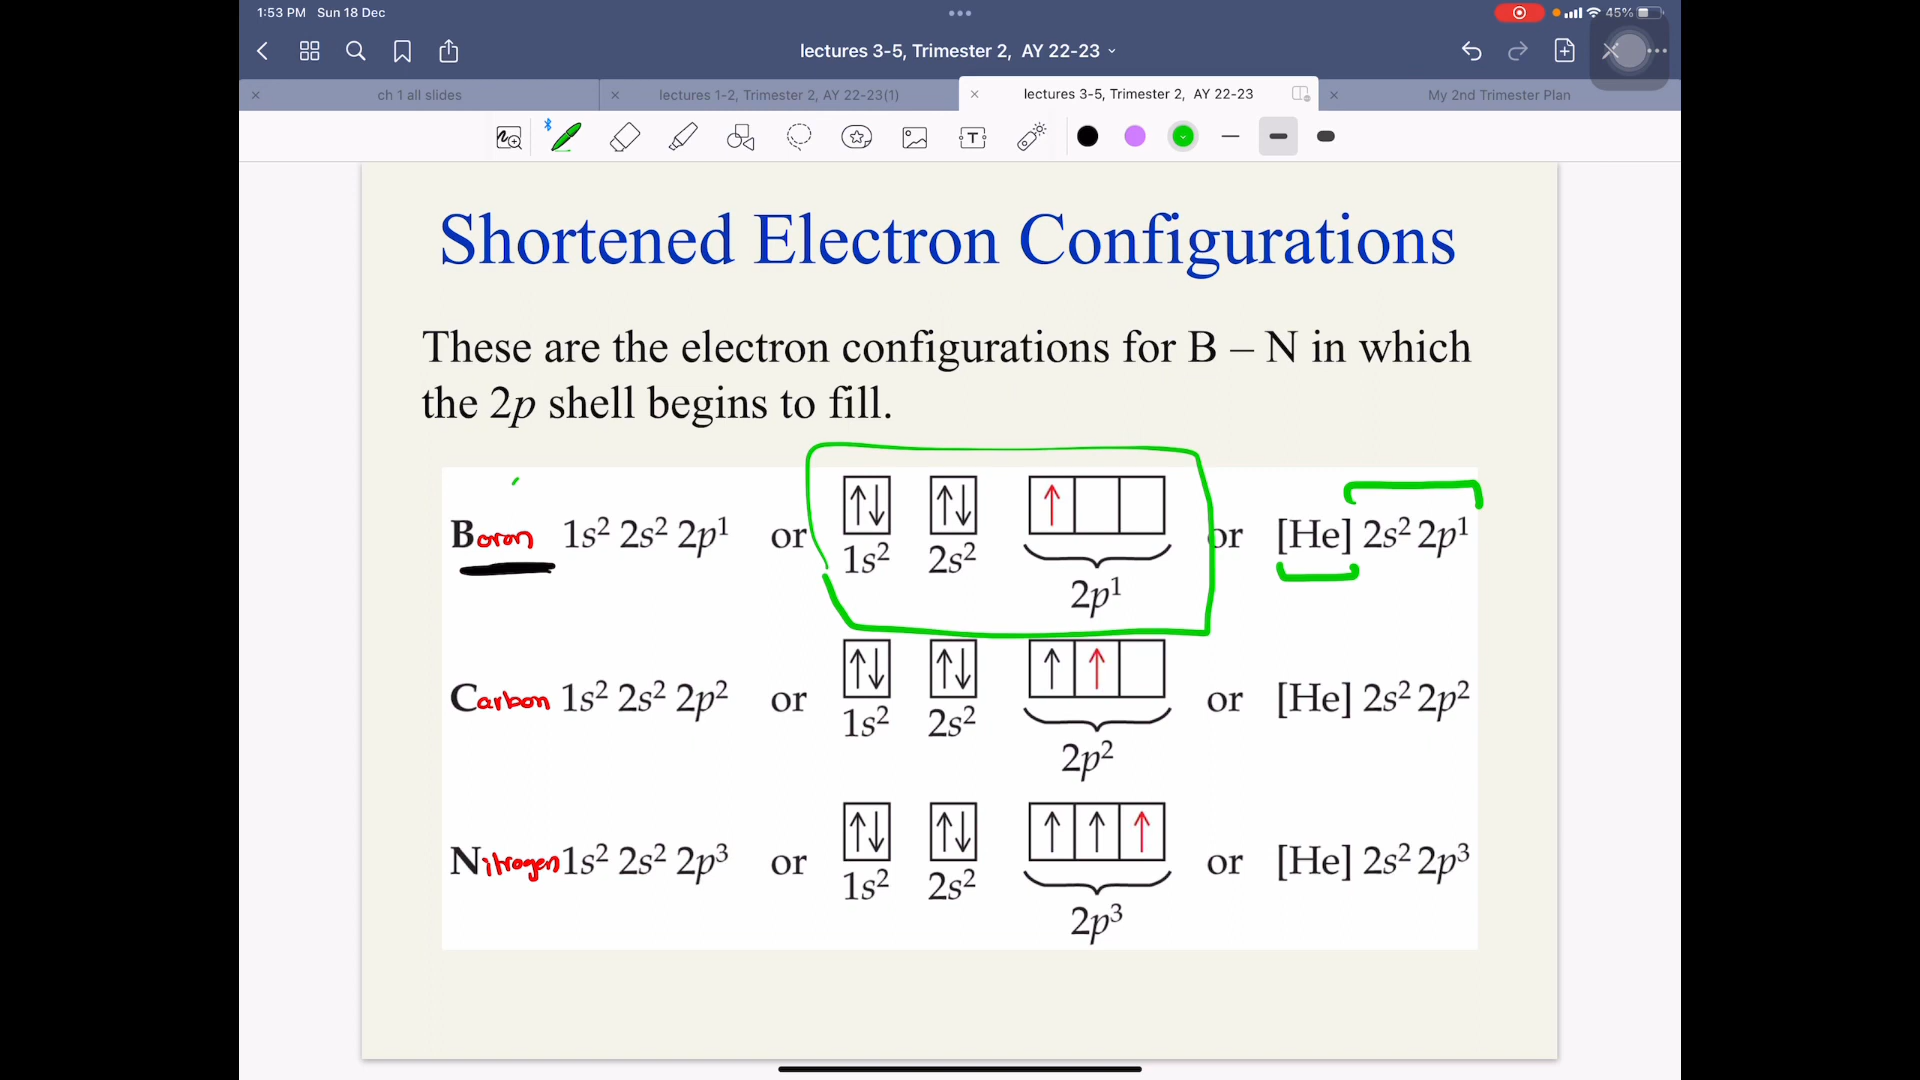 1:53 PM Sun 18 Dec
45%
lectures 3-5, Trimester 2, AY 22-23
ch 1 all slides
lectures 1-2, Trimester 2, AY 22-23(1)
lectures 3-5, Trimester 2, AY 22-23
My 2nd Trimester Plan
Shortened Electron Configurations
These are the electron configurations for B – N in which
the 2p shell begins to fill.
Boron 1s² 2s² 2p¹ or 1s² 2s² 2p¹ or [He] 2s² 2p¹
Carbon 1s² 2s² 2p² or 1s² 2s² 2p² or [He] 2s² 2p²
Nitrogen 1s² 2s² 2p³ or 1s² 2s² 2p³ or [He] 2s² 2p³